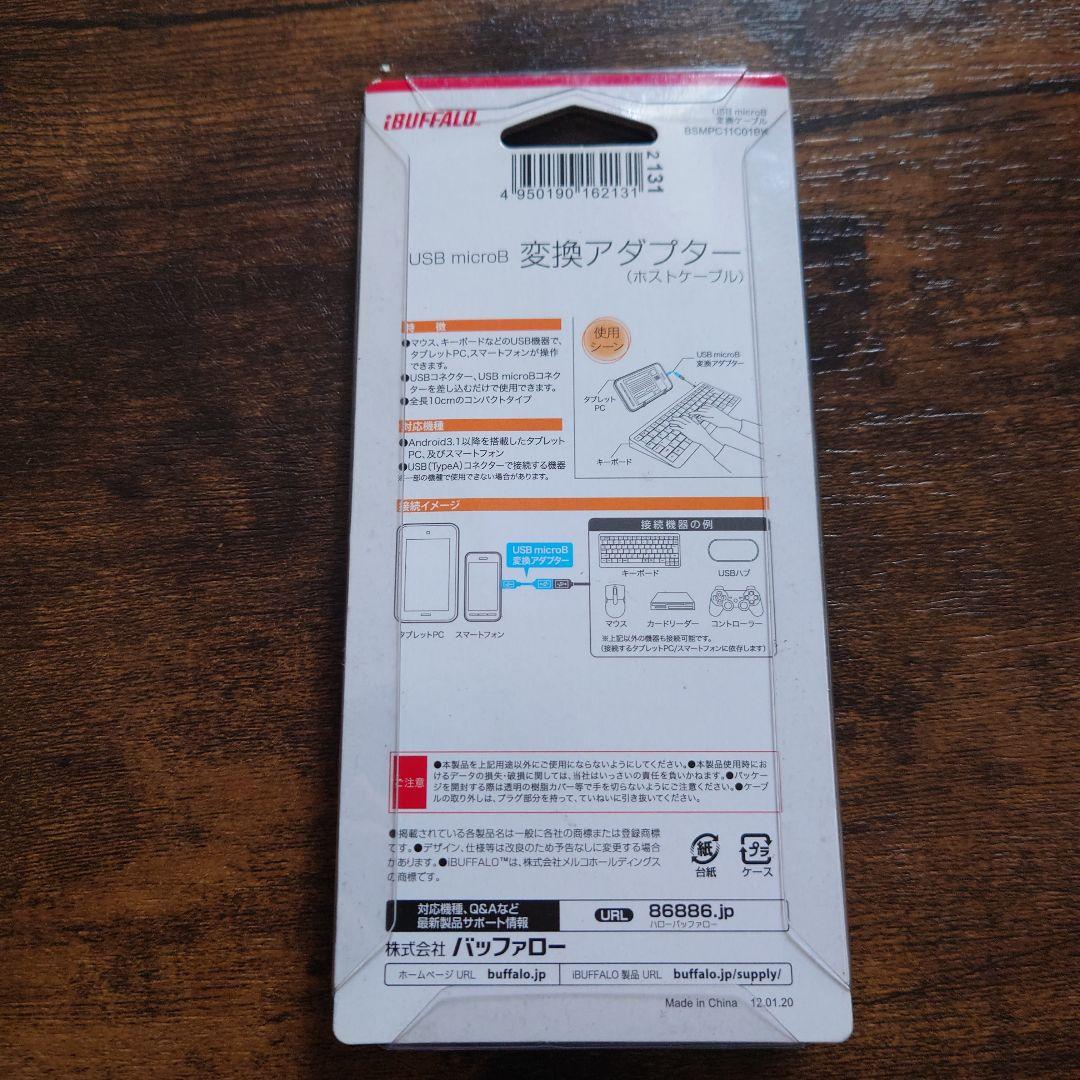 iBUFFALO™
USB microB
変換ケーブル
BSMPC11C01BK
2131
4 950190 162131
USB microB 変換アダプター
(ホストケーブル)
特 徴
●マウス、キーボードなどのUSB機器で、
タブレットPC,スマートフォンが操作
できます。
●USBコネクター、USB microBコネク
ターを差し込むだけで使用できます。
●全長10cmのコンパクトタイプ
対応機種
●Android3.1以降を搭載したタブレット
PC、及びスマートフォン
●USB(TypeA)コネクターで接続する機器
※一部の機種で使用できない場合があります。
使用
シーン
USB microB
変換アダプター
タブレット
PC
キーボード
接続イメージ
USB microB
変換アダプター
タブレットPC
スマートフォン
接続機器の例
キーボード
USBハブ
マウス
カードリーダー
コントローラー
※上記以外の機器も接続可能です。
(接続するタブレットPC/スマートフォンに依存します)
ご注意
●本製品を上記用途以外にご使用にならないようにしてください。●本製品使用時にお
けるデータの損失・破損に関しては、当社はいっさいの責任を負いかねます。●パッケー
ジを開封する際は透明の樹脂カバー等で手を切らないようにご注意ください。●ケーブ
ルの取り外しは、プラグ部分を持って、ていねいに引き抜いてください。
●掲載されている各製品名は一般に各社の商標または登録商標
です。●デザイン、仕様等は改良のため予告なしに変更する場合
があります。●iBUFFALO™は、株式会社メルコホールディングス
の商標です。
紙
台紙
プラ
ケース
対応機種、Q&Aなど
最新製品サポート情報
URL 86886.jp
ハローバッファロー
株式会社 バッファロー
ホームページ URL buffalo.jp
iBUFFALO 製品 URL buffalo.jp/supply/
Made in China 12.01.20